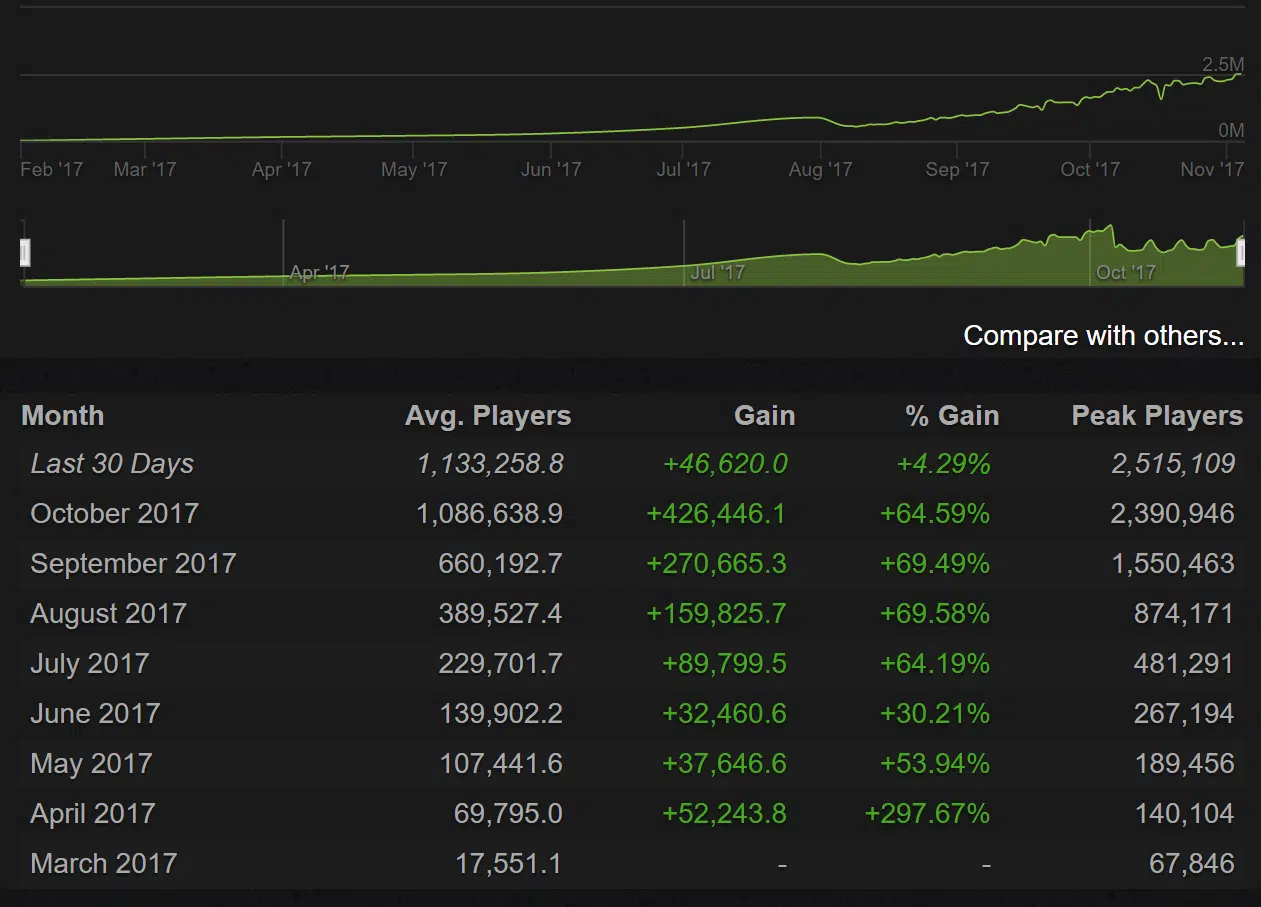 2.5M
0M
Feb '17 Mar '17 Apr '17 May '17 Jun '17 Jul '17 Aug '17 Sep '17 Oct '17 Nov '17
Apr '17 Jul '17 Oct '17
Compare with others...
Month Avg. Players Gain % Gain Peak Players
Last 30 Days 1,133,258.8 +46,620.0 +4.29% 2,515,109
October 2017 1,086,638.9 +426,446.1 +64.59% 2,390,946
September 2017 660,192.7 +270,665.3 +69.49% 1,550,463
August 2017 389,527.4 +159,825.7 +69.58% 874,171
July 2017 229,701.7 +89,799.5 +64.19% 481,291
June 2017 139,902.2 +32,460.6 +30.21% 267,194
May 2017 107,441.6 +37,646.6 +53.94% 189,456
April 2017 69,795.0 +52,243.8 +297.67% 140,104
March 2017 17,551.1 - - 67,846